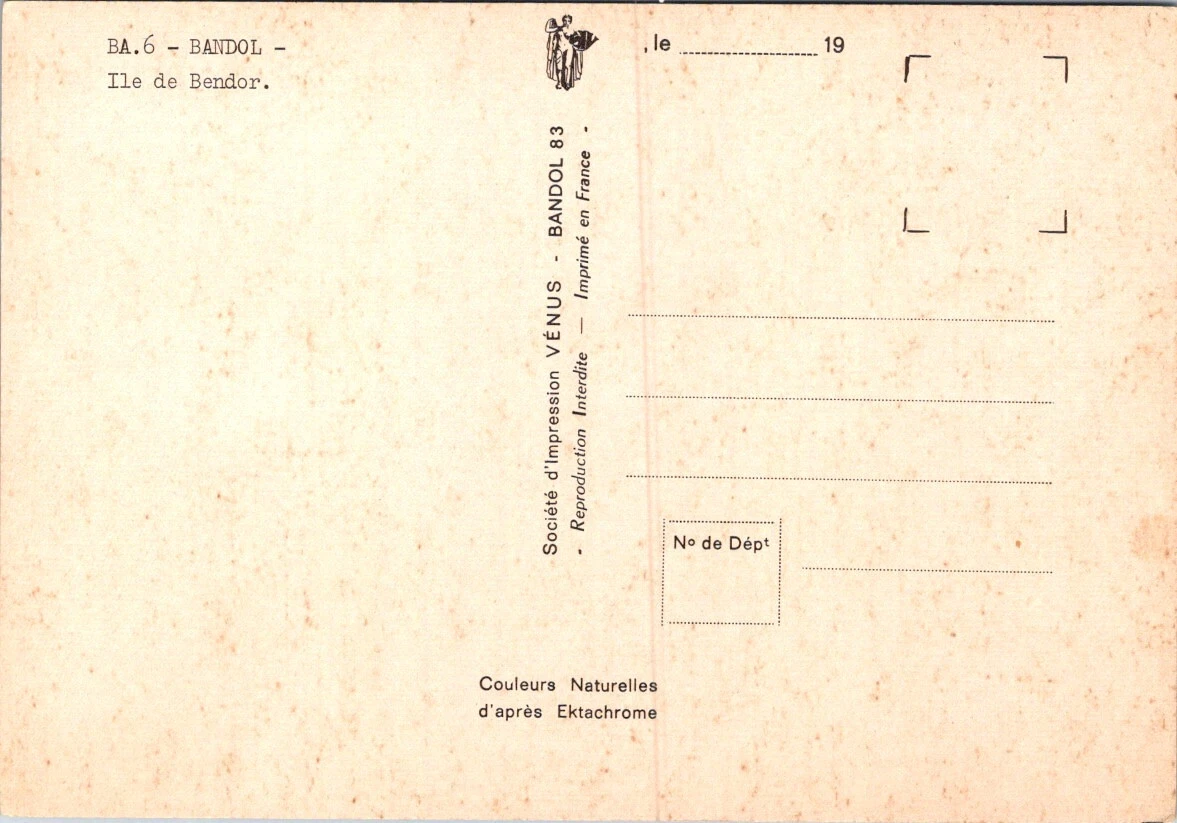 BA.6 - BANDOL -
Ile de Bendor.
Société d'Impression VÉNUS - BANDOL 83
- Reproduction Interdite — Imprimé en France -
, le 19
Nº de Dépᵗ
Couleurs Naturelles
d'après Ektachrome